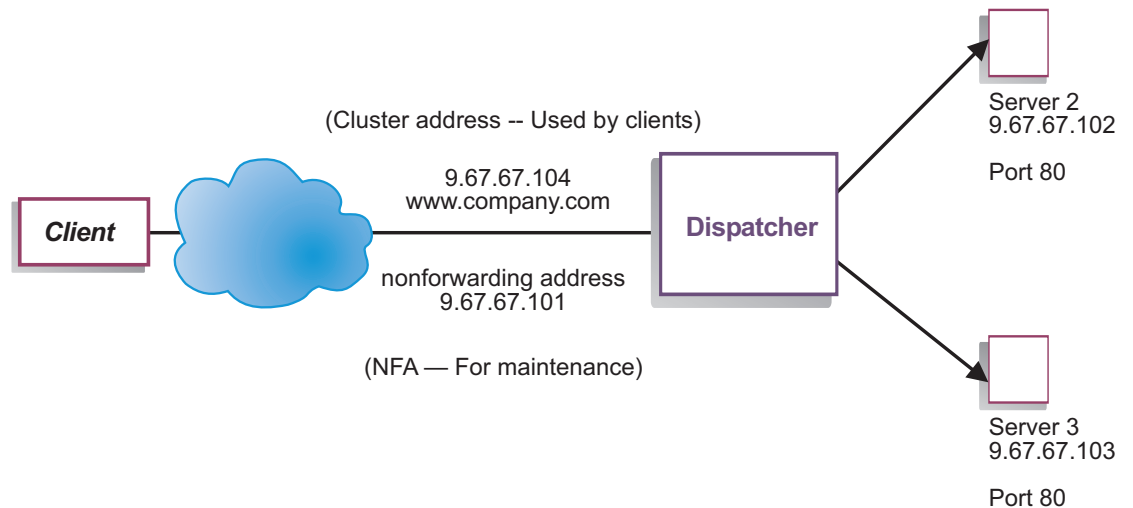 (Cluster address -- Used by clients)
9.67.67.104
www.company.com
Client
Dispatcher
nonforwarding address
9.67.67.101
(NFA — For maintenance)
Server 2
9.67.67.102
Port 80
Server 3
9.67.67.103
Port 80